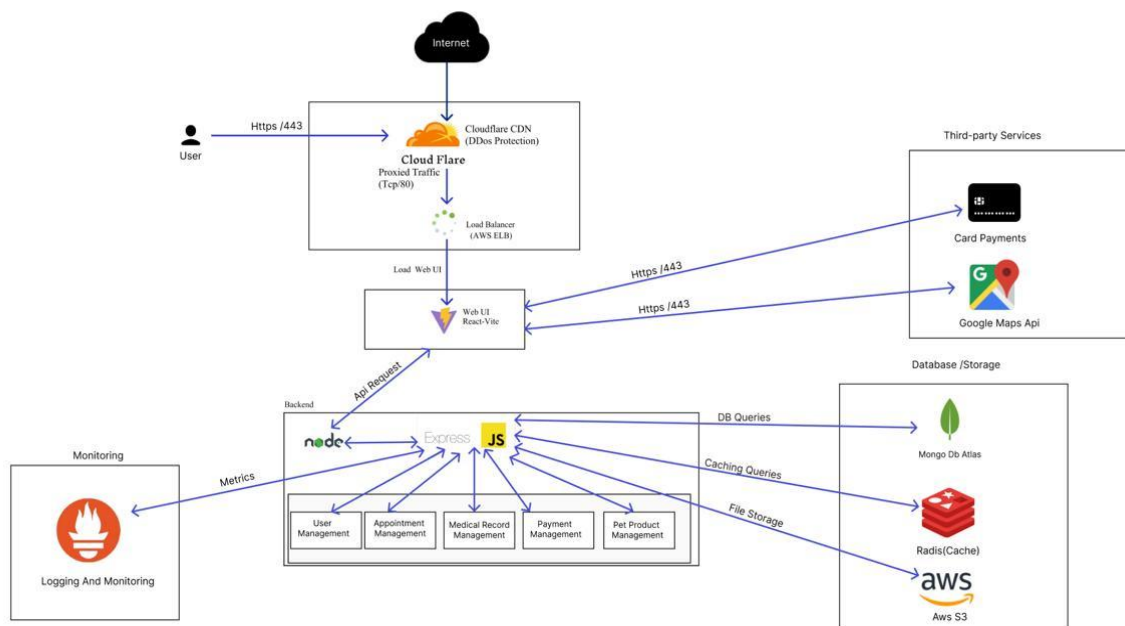 Internet
Https /443
User
Cloudflare CDN
(DDos Protection)
Cloud Flare
Proxied Traffic
(Tcp/80)
Load Balancer
(AWS ELB)
Load Web UI
Web UI
React-Vite
Https /443
Https /443
Third-party Services
Card Payments
G
Google Maps Api
Api Request
Backend
node
Express
JS
User
Management
Appointment
Management
Medical Record
Management
Payment
Management
Pet Product
Management
Monitoring
Metrics
Logging And Monitoring
Database /Storage
DB Queries
Mongo Db Atlas
Caching Queries
Radis(Cache)
File Storage
aws
Aws S3